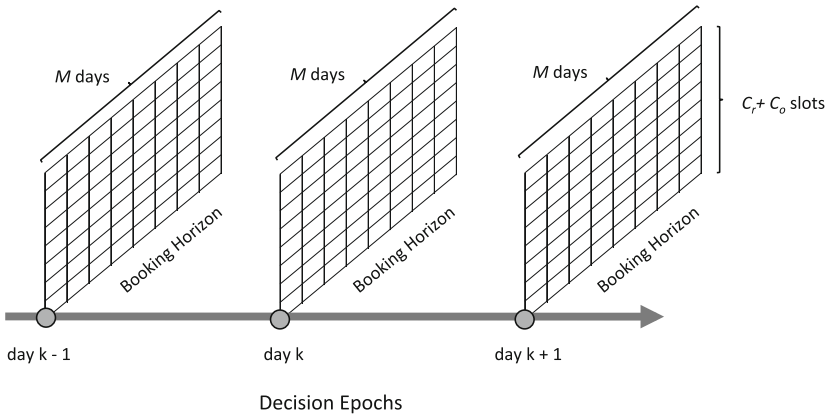 M days
M days
M days
Cr+ Co slots
Booking Horizon
Booking Horizon
Booking Horizon
day k - 1
day k
day k + 1
Decision Epochs